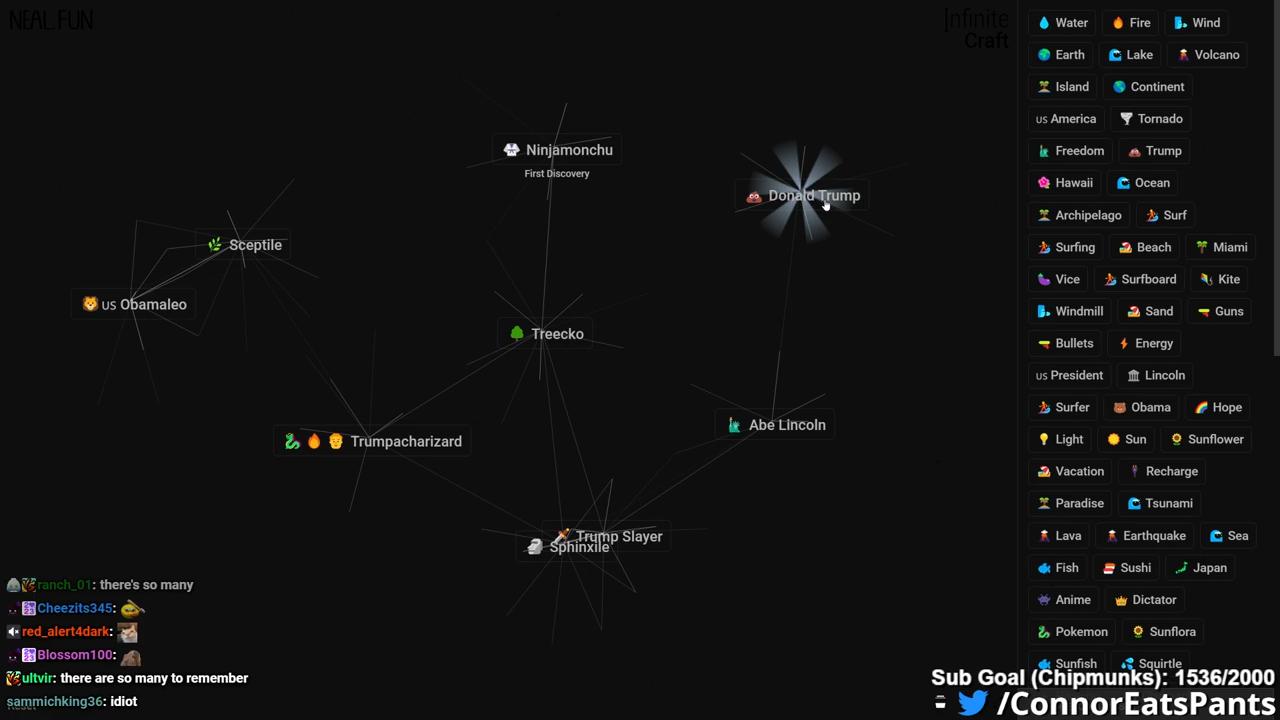 NEAL.FUN
Infinite
Craft
Ninjamonchu
First Discovery
Donald Trump
Sceptile
US Obamaleo
Treecko
Abe Lincoln
Trumpacharizard
Trump Slayer
Sphinxile
Water Fire Wind
Earth Lake Volcano
Island Continent
US America Tornado
Freedom Trump
Hawaii Ocean
Archipelago Surf
Surfing Beach Miami
Vice Surfboard Kite
Windmill Sand Guns
Bullets Energy
US President Lincoln
Surfer Obama Hope
Light Sun Sunflower
Vacation Recharge
Paradise Tsunami
Lava Earthquake Sea
Fish Sushi Japan
Anime Dictator
Pokemon Sunflora
Sunfish Squirtle
ranch_01: there's so many
Cheezits345:
red_alert4dark:
Blossom100:
ultvir: there are so many to remember
sammichking36: idiot
Reset
Sub Goal (Chipmunks): 1536/2000
/ConnorEatsPants